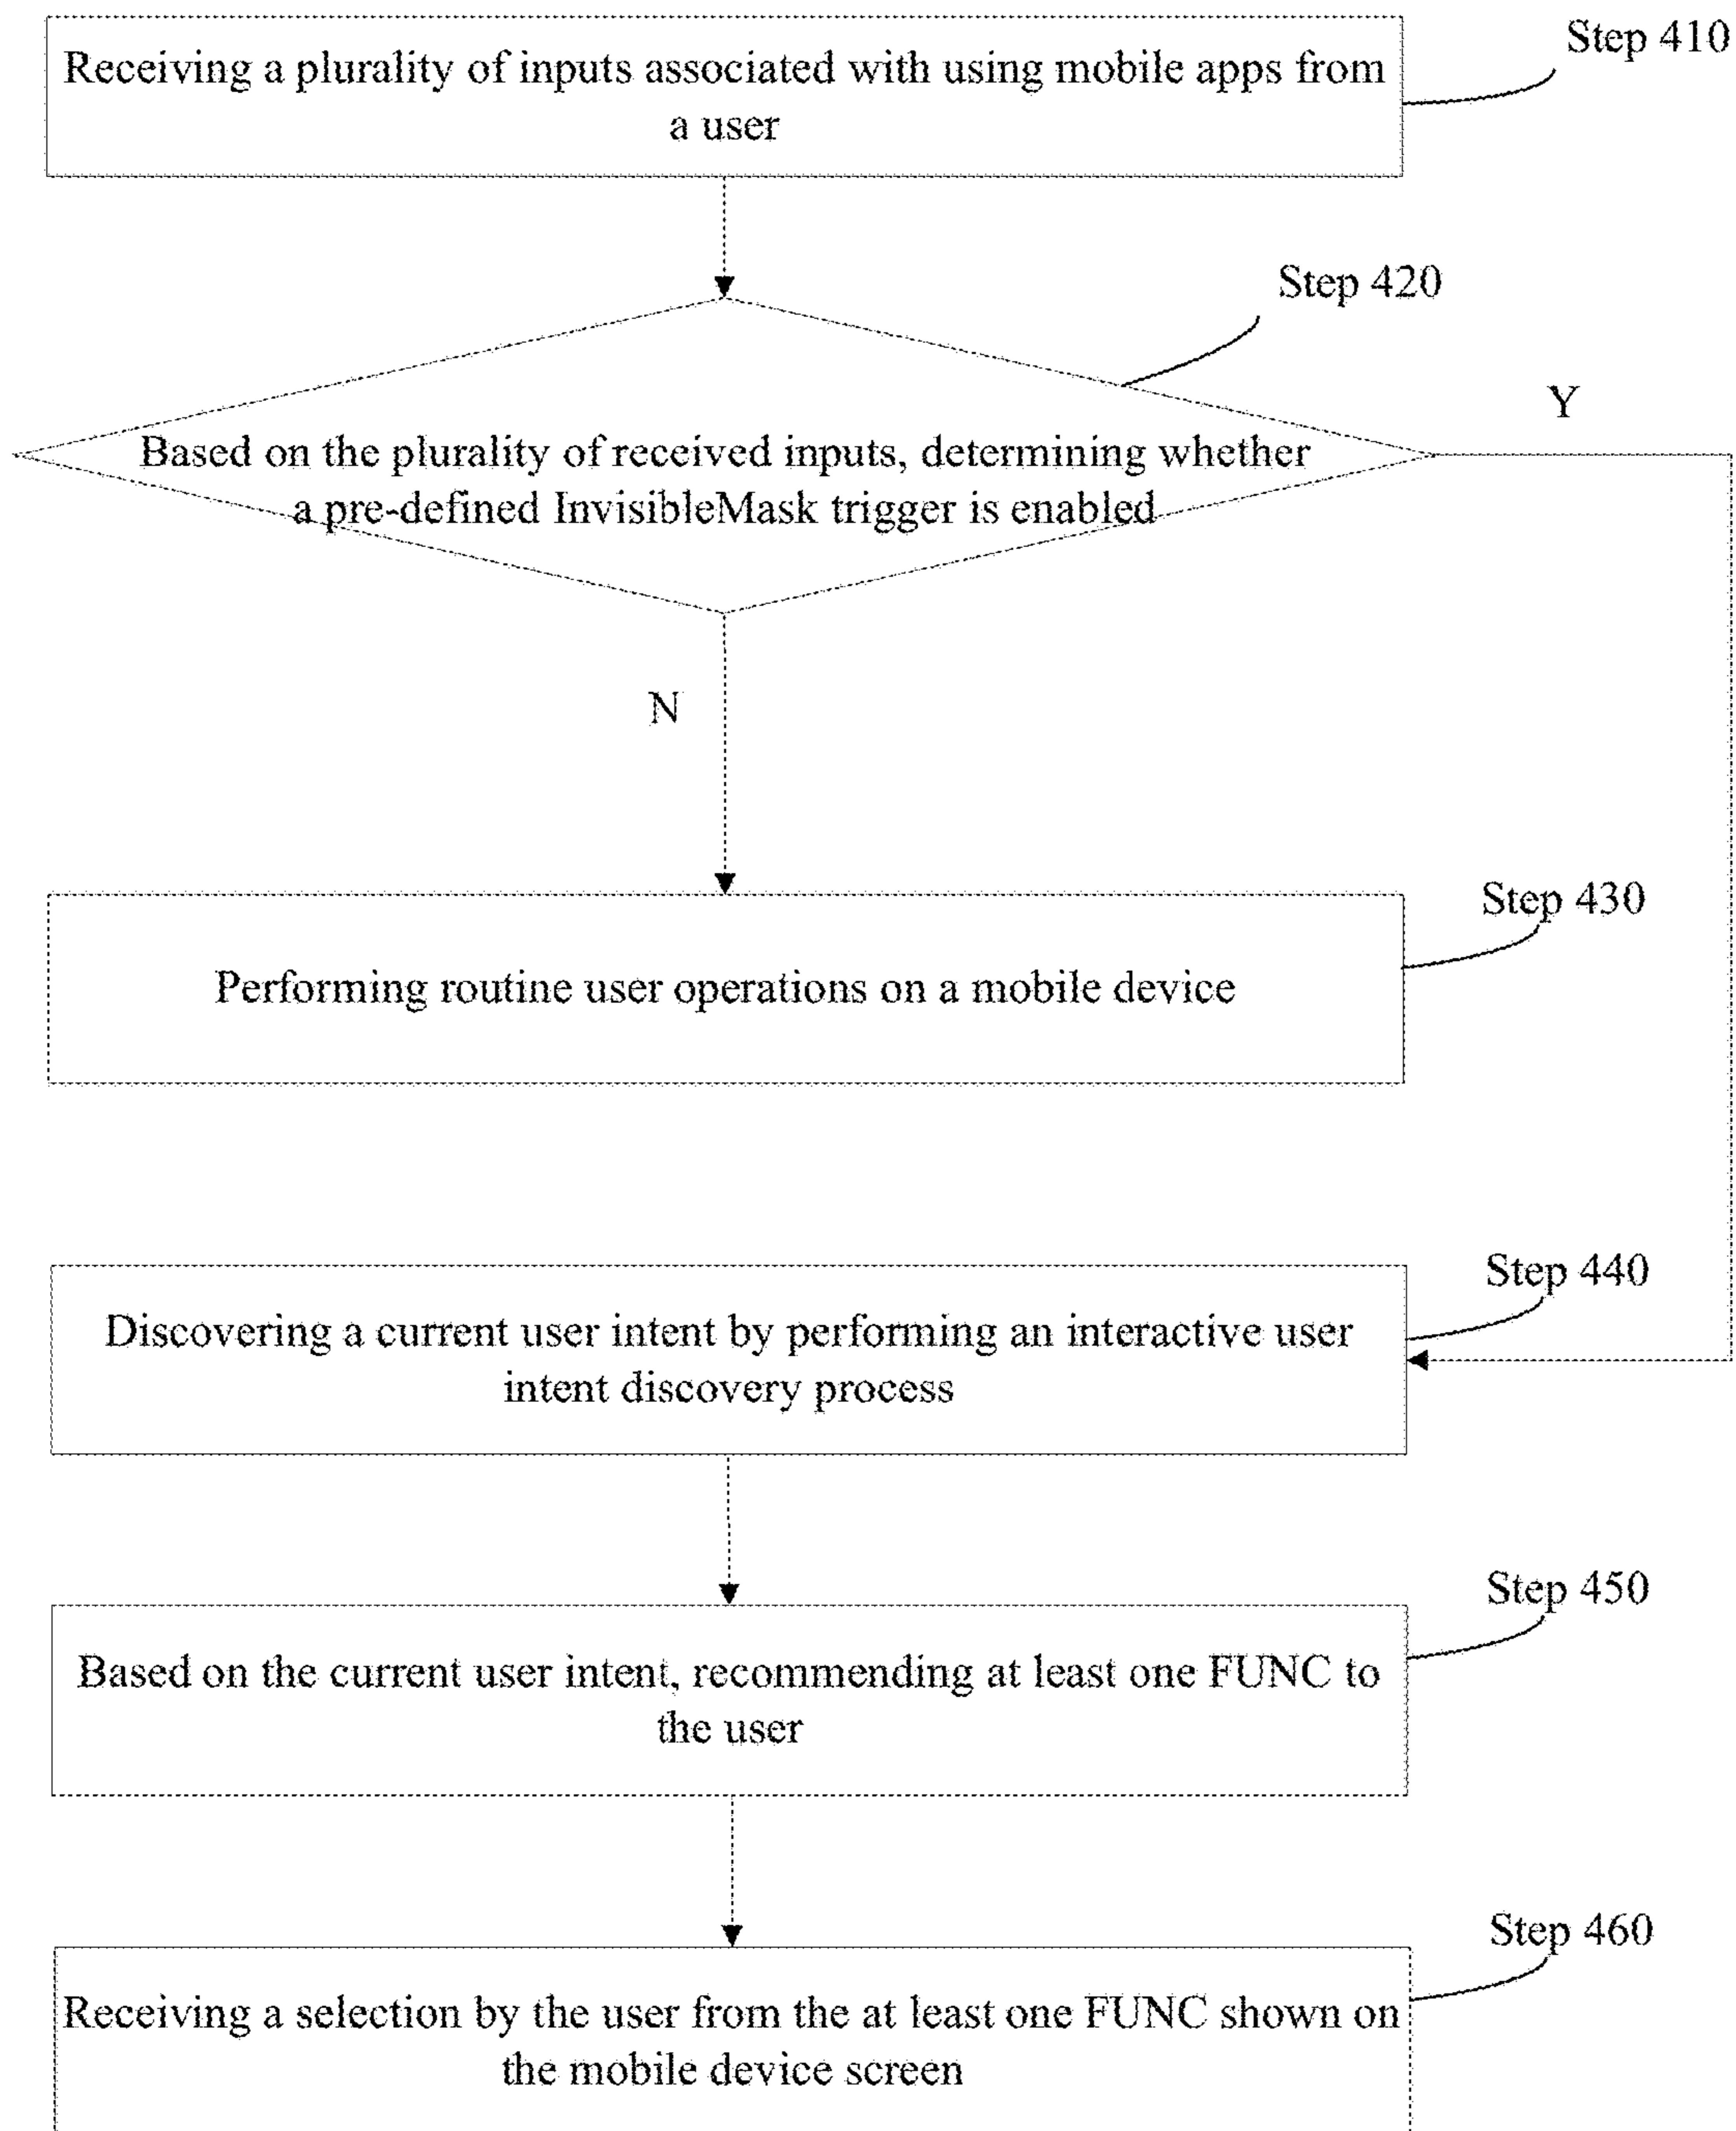 Step 410
Receiving a plurality of inputs associated with using mobile apps from
a user
Step 420
Y
Based on the plurality of received inputs, determining whether
a pre-defined InvisibleMask trigger is enabled
N
Step 430
Performing routine user operations on a mobile device
Step 440
Discovering a current user intent by performing an interactive user
intent discovery process
Step 450
Based on the current user intent, recommending at least one FUNC to
the user
Step 460
Receiving a selection by the user from the at least one FUNC shown on
the mobile device screen